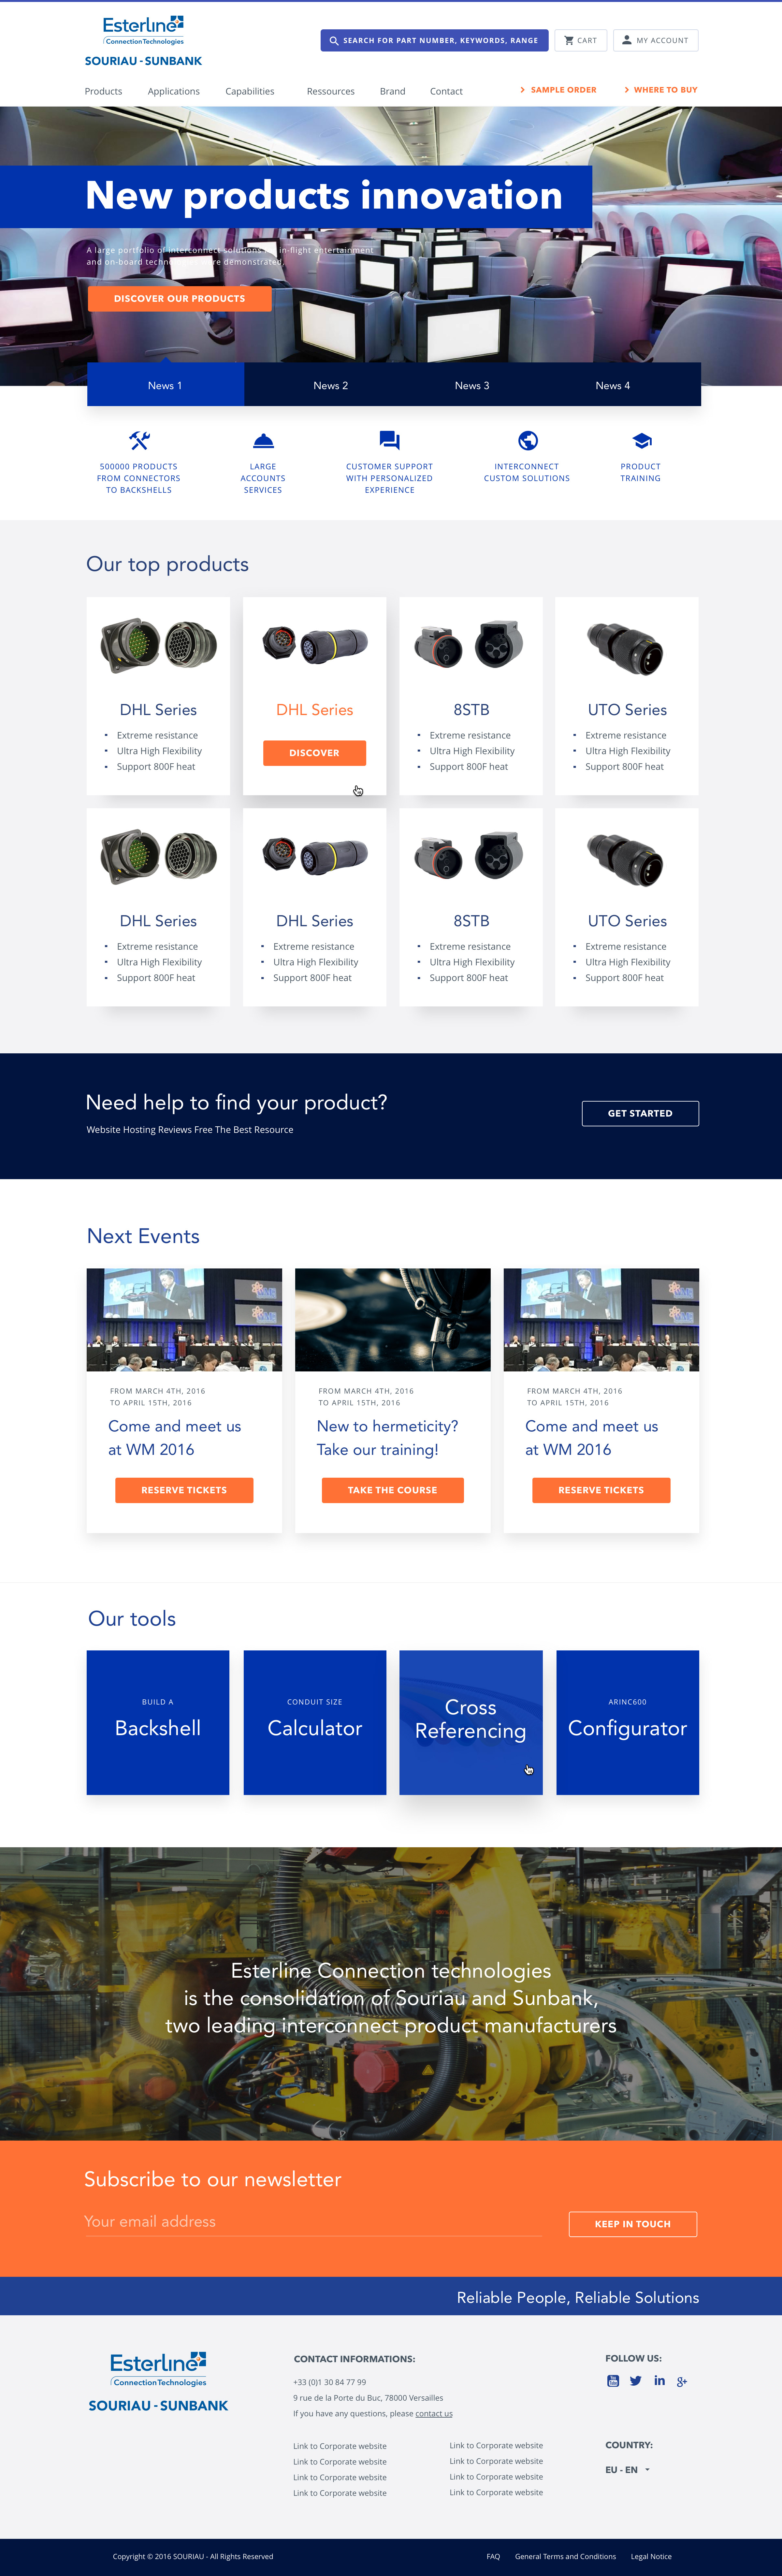 Esterline
Connection Technologies
SOURIAU - SUNBANK
SEARCH FOR PART NUMBER, KEYWORDS, RANGE
CART
MY ACCOUNT
Products
Applications
Capabilities
Ressources
Brand
Contact
SAMPLE ORDER
WHERE TO BUY
New products innovation
A large portfolio of interconnect solutions in-flight entertainment
and on-board demonstrated,
DISCOVER OUR PRODUCTS
News 1
News 2
News 3
News 4
500000 PRODUCTS
FROM CONNECTORS
TO BACKSHELLS
LARGE
ACCOUNTS
SERVICES
CUSTOMER SUPPORT
WITH PERSONALIZED
EXPERIENCE
INTERCONNECT
CUSTOM SOLUTIONS
PRODUCT
TRAINING
Our top products
DHL Series
• Extreme resistance
• Ultra High Flexibility
• Support 800F heat
DHL Series
DISCOVER
8STB
• Extreme resistance
• Ultra High Flexibility
• Support 800F heat
UTO Series
• Extreme resistance
• Ultra High Flexibility
• Support 800F heat
DHL Series
• Extreme resistance
• Ultra High Flexibility
• Support 800F heat
DHL Series
• Extreme resistance
• Ultra High Flexibility
• Support 800F heat
8STB
• Extreme resistance
• Ultra High Flexibility
• Support 800F heat
UTO Series
• Extreme resistance
• Ultra High Flexibility
• Support 800F heat
Need help to find your product?
Website Hosting Reviews Free The Best Resource
GET STARTED
Next Events
FROM MARCH 4TH, 2016
TO APRIL 15TH, 2016
Come and meet us
at WM 2016
RESERVE TICKETS
FROM MARCH 4TH, 2016
TO APRIL 15TH, 2016
New to hermeticity?
Take our training!
TAKE THE COURSE
FROM MARCH 4TH, 2016
TO APRIL 15TH, 2016
Come and meet us
at WM 2016
RESERVE TICKETS
Our tools
BUILD A
Backshell
CONDUIT SIZE
Calculator
Cross
Referencing
ARINC600
Configurator
Esterline Connection technologies
is the consolidation of Souriau and Sunbank,
two leading interconnect product manufacturers
Subscribe to our newsletter
Your email address
KEEP IN TOUCH
Reliable People, Reliable Solutions
Esterline
Connection Technologies
SOURIAU - SUNBANK
CONTACT INFORMATIONS:
+33 (0)1 30 84 77 99
9 rue de la Porte du Buc, 78000 Versailles
If you have any questions, please contact us
Link to Corporate website
Link to Corporate website
Link to Corporate website
Link to Corporate website
Link to Corporate website
Link to Corporate website
Link to Corporate website
Link to Corporate website
FOLLOW US:
COUNTRY:
EU - EN
Copyright © 2016 SOURIAU - All Rights Reserved
FAQ
General Terms and Conditions
Legal Notice